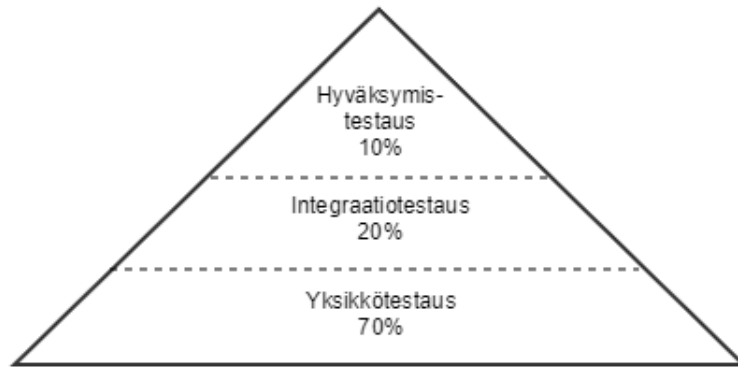 Hyväksymis-
testaus
10%
Integraatiotestaus
20%
Yksikkötestaus
70%